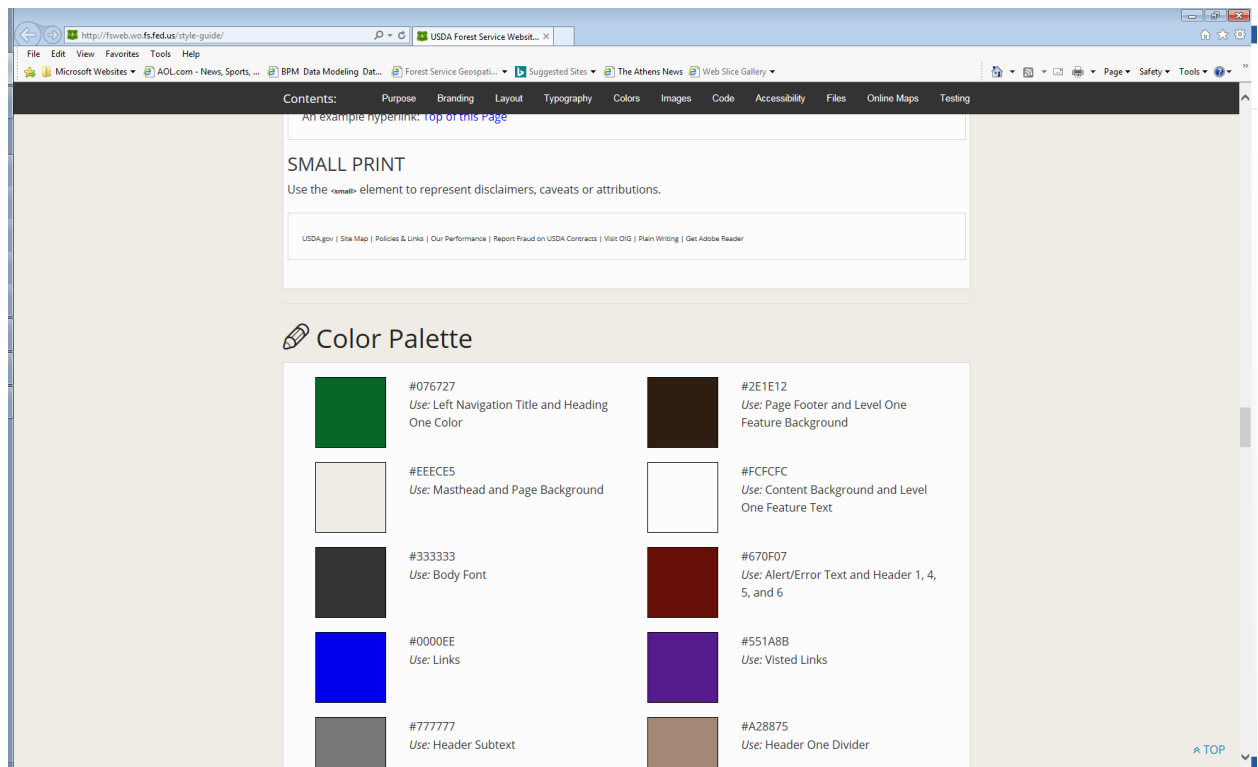 http://fsweb.wo.fs.fed.us/style-guide/
USDA Forest Service Websit...
File Edit View Favorites Tools Help
Microsoft Websites AOL.com - News, Sports, ... BPM Data Modeling Dat... Forest Service Geospati... Suggested Sites The Athens News Web Slice Gallery Page Safety Tools
Contents: Purpose Branding Layout Typography Colors Images Code Accessibility Files Online Maps Testing
An example hyperlink: Top of this Page
SMALL PRINT
Use the <small> element to represent disclaimers, caveats or attributions.
USDA.gov | Site Map | Policies & Links | Our Performance | Report Fraud on USDA Contracts | Visit OIG | Plain Writing | Get Adobe Reader
Color Palette
#076727
Use: Left Navigation Title and Heading
One Color
#2E1E12
Use: Page Footer and Level One
Feature Background
#EEECE5
Use: Masthead and Page Background
#FCFCFC
Use: Content Background and Level
One Feature Text
#333333
Use: Body Font
#670F07
Use: Alert/Error Text and Header 1, 4,
5, and 6
#0000EE
Use: Links
#551A8B
Use: Visted Links
#777777
Use: Header Subtext
#A28875
Use: Header One Divider
TOP